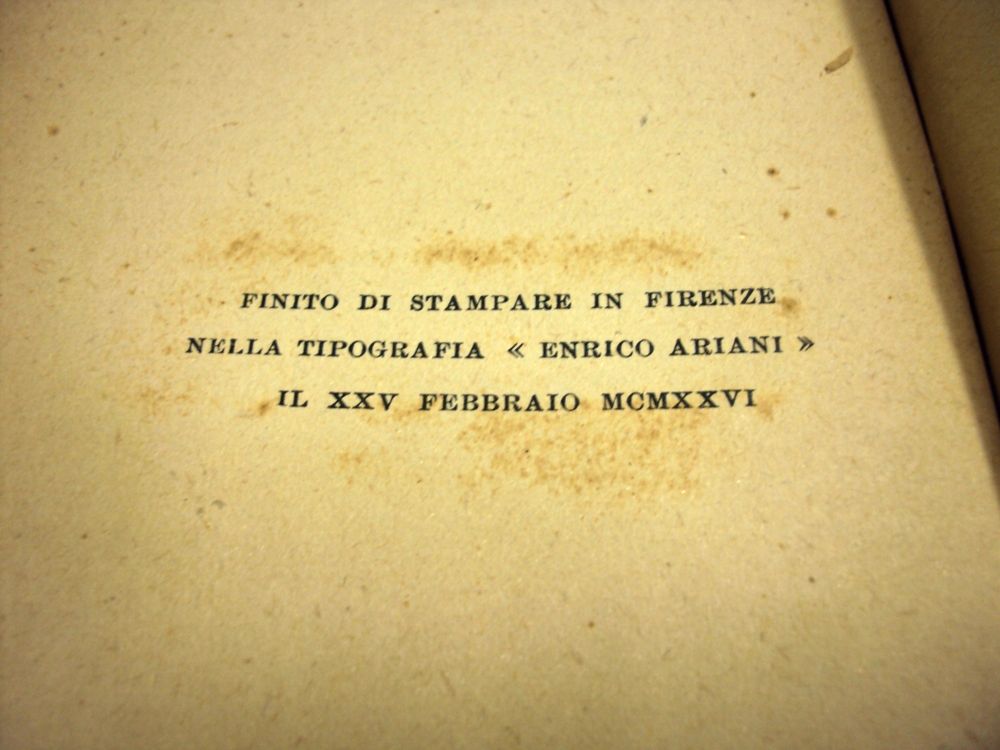 FINITO DI STAMPARE IN FIRENZE
NELLA TIPOGRAFIA « ENRICO ARIANI »
IL XXV FEBBRAIO MCMXXVI